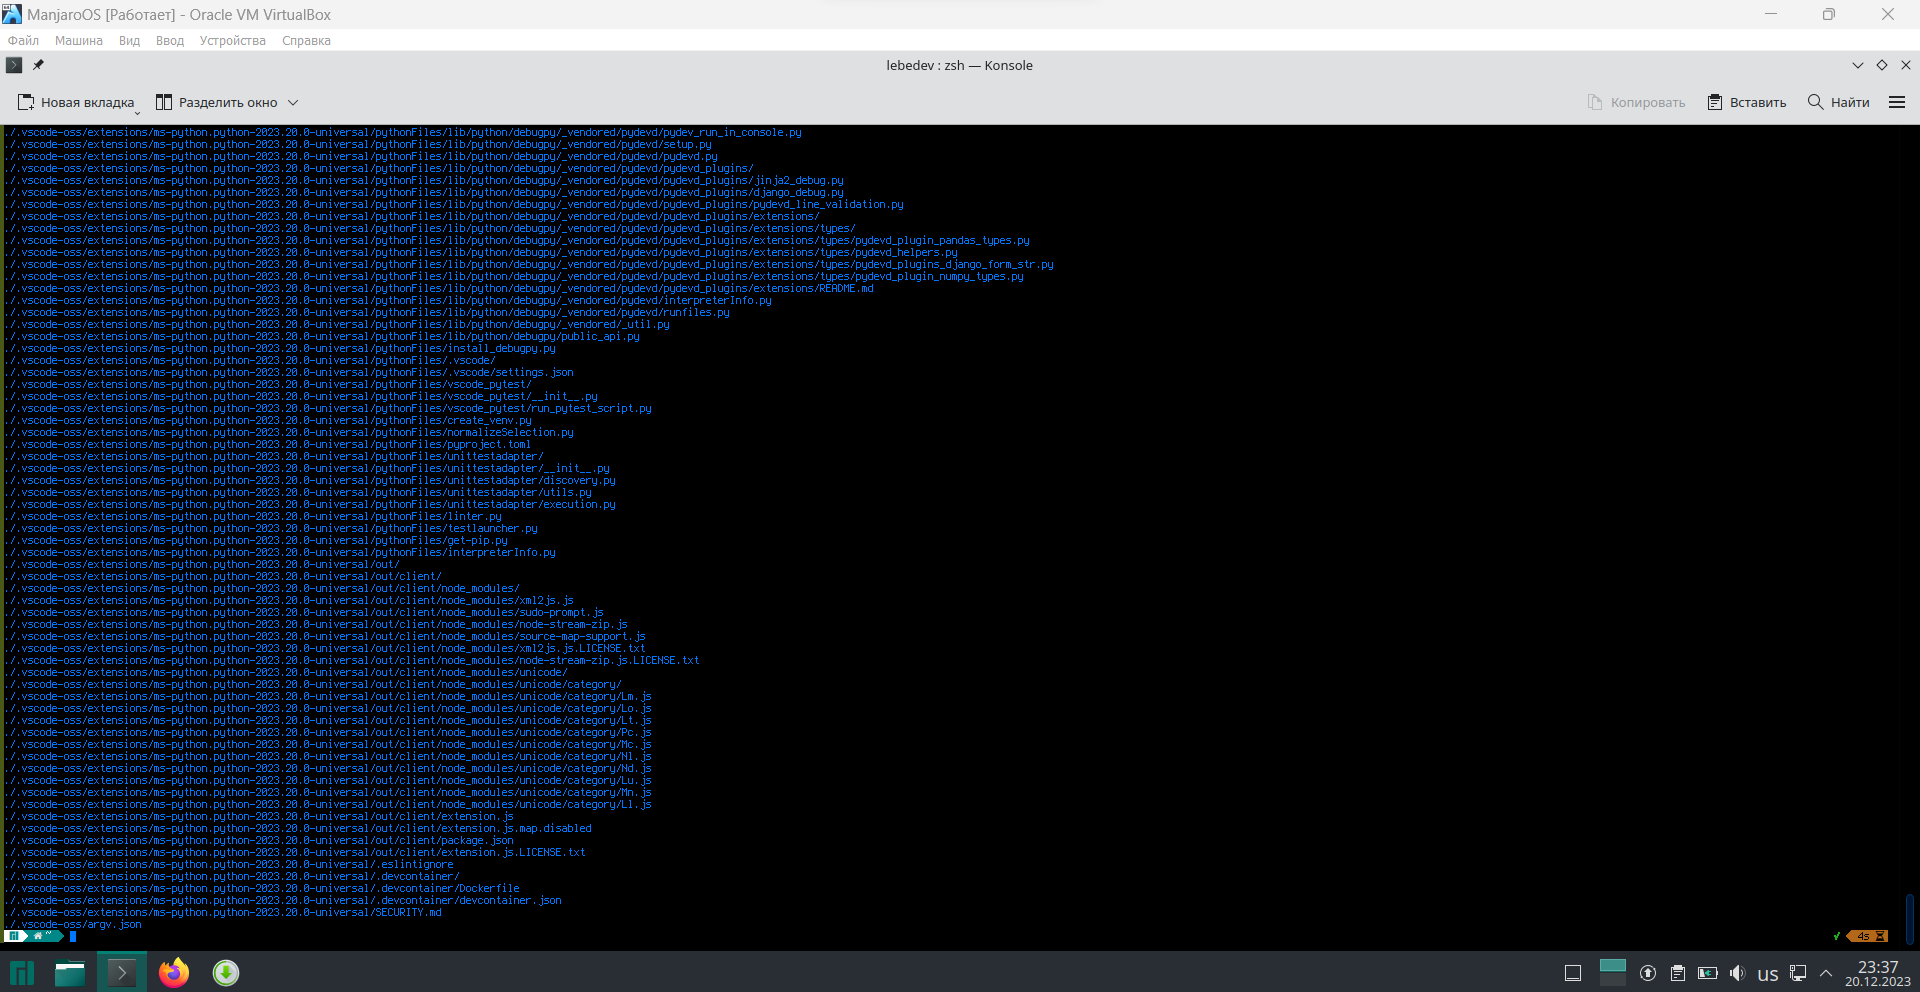 ManjaroOS [Работает] - Oracle VM VirtualBox
Файл Машина Вид Ввод Устройства Справка
lebedev : zsh — Konsole
Новая вкладка Разделить окно Копировать Вставить Найти
./.vscode-oss/extensions/ms-python.python-2023.20.0-universal/pythonFiles/lib/python/debugpy/_vendored/pydevd/pydev_run_in_console.py
./.vscode-oss/extensions/ms-python.python-2023.20.0-universal/pythonFiles/lib/python/debugpy/_vendored/pydevd/setup.py
./.vscode-oss/extensions/ms-python.python-2023.20.0-universal/pythonFiles/lib/python/debugpy/_vendored/pydevd/pydevd.py
./.vscode-oss/extensions/ms-python.python-2023.20.0-universal/pythonFiles/lib/python/debugpy/_vendored/pydevd/pydevd_plugins/
./.vscode-oss/extensions/ms-python.python-2023.20.0-universal/pythonFiles/lib/python/debugpy/_vendored/pydevd/pydevd_plugins/jinja2_debug.py
./.vscode-oss/extensions/ms-python.python-2023.20.0-universal/pythonFiles/lib/python/debugpy/_vendored/pydevd/pydevd_plugins/django_debug.py
./.vscode-oss/extensions/ms-python.python-2023.20.0-universal/pythonFiles/lib/python/debugpy/_vendored/pydevd/pydevd_plugins/pydevd_line_validation.py
./.vscode-oss/extensions/ms-python.python-2023.20.0-universal/pythonFiles/lib/python/debugpy/_vendored/pydevd/pydevd_plugins/extensions/
./.vscode-oss/extensions/ms-python.python-2023.20.0-universal/pythonFiles/lib/python/debugpy/_vendored/pydevd/pydevd_plugins/extensions/types/
./.vscode-oss/extensions/ms-python.python-2023.20.0-universal/pythonFiles/lib/python/debugpy/_vendored/pydevd/pydevd_plugins/extensions/types/pydevd_plugin_pandas_types.py
./.vscode-oss/extensions/ms-python.python-2023.20.0-universal/pythonFiles/lib/python/debugpy/_vendored/pydevd/pydevd_plugins/extensions/types/pydevd_helpers.py
./.vscode-oss/extensions/ms-python.python-2023.20.0-universal/pythonFiles/lib/python/debugpy/_vendored/pydevd/pydevd_plugins/extensions/types/pydevd_plugins_django_form_str.py
./.vscode-oss/extensions/ms-python.python-2023.20.0-universal/pythonFiles/lib/python/debugpy/_vendored/pydevd/pydevd_plugins/extensions/types/pydevd_plugin_numpy_types.py
./.vscode-oss/extensions/ms-python.python-2023.20.0-universal/pythonFiles/lib/python/debugpy/_vendored/pydevd/pydevd_plugins/extensions/README.md
./.vscode-oss/extensions/ms-python.python-2023.20.0-universal/pythonFiles/lib/python/debugpy/_vendored/pydevd/interpreterInfo.py
./.vscode-oss/extensions/ms-python.python-2023.20.0-universal/pythonFiles/lib/python/debugpy/_vendored/pydevd/runfiles.py
./.vscode-oss/extensions/ms-python.python-2023.20.0-universal/pythonFiles/lib/python/debugpy/_vendored/_util.py
./.vscode-oss/extensions/ms-python.python-2023.20.0-universal/pythonFiles/lib/python/debugpy/public_api.py
./.vscode-oss/extensions/ms-python.python-2023.20.0-universal/pythonFiles/install_debugpy.py
./.vscode-oss/extensions/ms-python.python-2023.20.0-universal/pythonFiles/.vscode/
./.vscode-oss/extensions/ms-python.python-2023.20.0-universal/pythonFiles/.vscode/settings.json
./.vscode-oss/extensions/ms-python.python-2023.20.0-universal/pythonFiles/vscode_pytest/
./.vscode-oss/extensions/ms-python.python-2023.20.0-universal/pythonFiles/vscode_pytest/__init__.py
./.vscode-oss/extensions/ms-python.python-2023.20.0-universal/pythonFiles/vscode_pytest/run_pytest_script.py
./.vscode-oss/extensions/ms-python.python-2023.20.0-universal/pythonFiles/create_venv.py
./.vscode-oss/extensions/ms-python.python-2023.20.0-universal/pythonFiles/normalizeSelection.py
./.vscode-oss/extensions/ms-python.python-2023.20.0-universal/pythonFiles/pyproject.toml
./.vscode-oss/extensions/ms-python.python-2023.20.0-universal/pythonFiles/unittestadapter/
./.vscode-oss/extensions/ms-python.python-2023.20.0-universal/pythonFiles/unittestadapter/__init__.py
./.vscode-oss/extensions/ms-python.python-2023.20.0-universal/pythonFiles/unittestadapter/discovery.py
./.vscode-oss/extensions/ms-python.python-2023.20.0-universal/pythonFiles/unittestadapter/utils.py
./.vscode-oss/extensions/ms-python.python-2023.20.0-universal/pythonFiles/unittestadapter/execution.py
./.vscode-oss/extensions/ms-python.python-2023.20.0-universal/pythonFiles/linter.py
./.vscode-oss/extensions/ms-python.python-2023.20.0-universal/pythonFiles/testlauncher.py
./.vscode-oss/extensions/ms-python.python-2023.20.0-universal/pythonFiles/get-pip.py
./.vscode-oss/extensions/ms-python.python-2023.20.0-universal/pythonFiles/interpreterInfo.py
./.vscode-oss/extensions/ms-python.python-2023.20.0-universal/out/
./.vscode-oss/extensions/ms-python.python-2023.20.0-universal/out/client/
./.vscode-oss/extensions/ms-python.python-2023.20.0-universal/out/client/node_modules/
./.vscode-oss/extensions/ms-python.python-2023.20.0-universal/out/client/node_modules/xml2js.js
./.vscode-oss/extensions/ms-python.python-2023.20.0-universal/out/client/node_modules/sudo-prompt.js
./.vscode-oss/extensions/ms-python.python-2023.20.0-universal/out/client/node_modules/node-stream-zip.js
./.vscode-oss/extensions/ms-python.python-2023.20.0-universal/out/client/node_modules/source-map-support.js
./.vscode-oss/extensions/ms-python.python-2023.20.0-universal/out/client/node_modules/xml2js.js.LICENSE.txt
./.vscode-oss/extensions/ms-python.python-2023.20.0-universal/out/client/node_modules/node-stream-zip.js.LICENSE.txt
./.vscode-oss/extensions/ms-python.python-2023.20.0-universal/out/client/node_modules/unicode/
./.vscode-oss/extensions/ms-python.python-2023.20.0-universal/out/client/node_modules/unicode/category/
./.vscode-oss/extensions/ms-python.python-2023.20.0-universal/out/client/node_modules/unicode/category/Lm.js
./.vscode-oss/extensions/ms-python.python-2023.20.0-universal/out/client/node_modules/unicode/category/Lo.js
./.vscode-oss/extensions/ms-python.python-2023.20.0-universal/out/client/node_modules/unicode/category/Lt.js
./.vscode-oss/extensions/ms-python.python-2023.20.0-universal/out/client/node_modules/unicode/category/Pc.js
./.vscode-oss/extensions/ms-python.python-2023.20.0-universal/out/client/node_modules/unicode/category/Mc.js
./.vscode-oss/extensions/ms-python.python-2023.20.0-universal/out/client/node_modules/unicode/category/Nl.js
./.vscode-oss/extensions/ms-python.python-2023.20.0-universal/out/client/node_modules/unicode/category/Nd.js
./.vscode-oss/extensions/ms-python.python-2023.20.0-universal/out/client/node_modules/unicode/category/Lu.js
./.vscode-oss/extensions/ms-python.python-2023.20.0-universal/out/client/node_modules/unicode/category/Mn.js
./.vscode-oss/extensions/ms-python.python-2023.20.0-universal/out/client/node_modules/unicode/category/Ll.js
./.vscode-oss/extensions/ms-python.python-2023.20.0-universal/out/client/extension.js
./.vscode-oss/extensions/ms-python.python-2023.20.0-universal/out/client/extension.js.map.disabled
./.vscode-oss/extensions/ms-python.python-2023.20.0-universal/out/client/package.json
./.vscode-oss/extensions/ms-python.python-2023.20.0-universal/out/client/extension.js.LICENSE.txt
./.vscode-oss/extensions/ms-python.python-2023.20.0-universal/.eslintignore
./.vscode-oss/extensions/ms-python.python-2023.20.0-universal/.devcontainer/
./.vscode-oss/extensions/ms-python.python-2023.20.0-universal/.devcontainer/Dockerfile
./.vscode-oss/extensions/ms-python.python-2023.20.0-universal/.devcontainer/devcontainer.json
./.vscode-oss/extensions/ms-python.python-2023.20.0-universal/SECURITY.md
./.vscode-oss/argv.json
~ ✓ 4s
us 23:37
20.12.2023